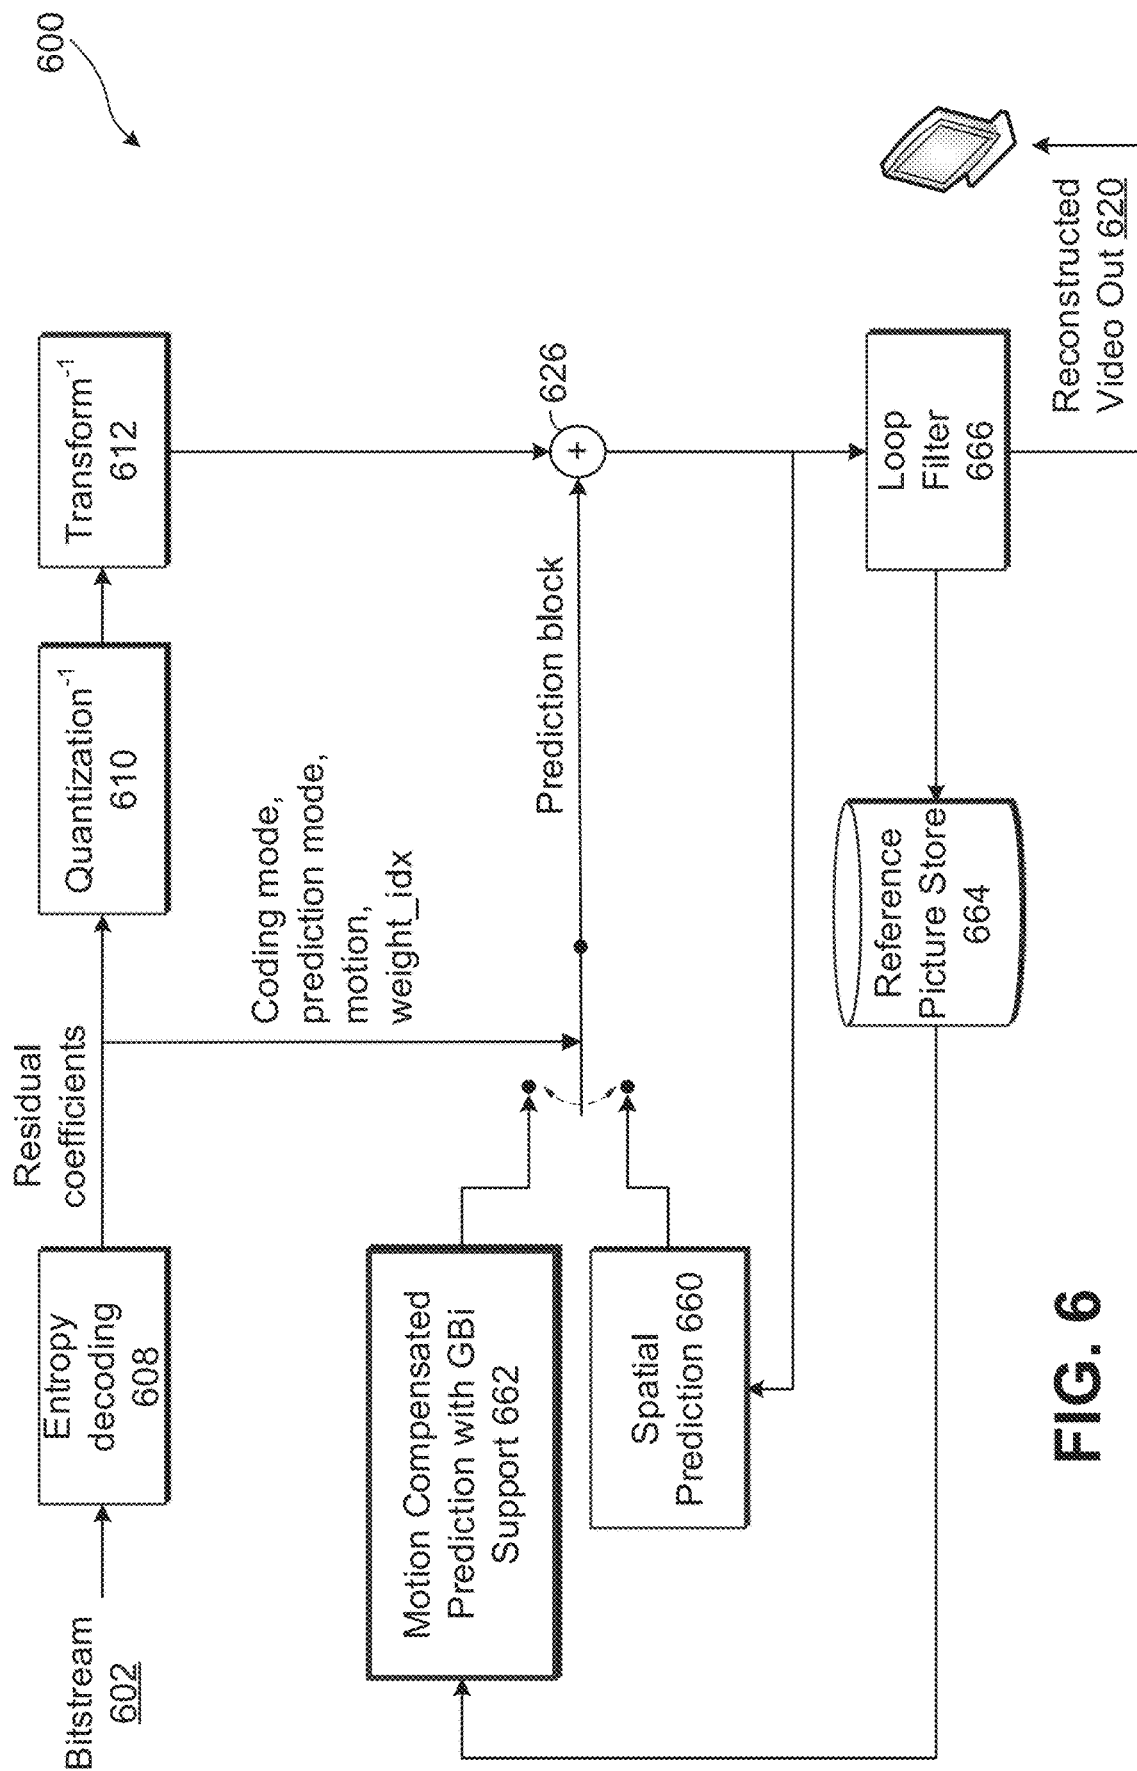 600
Bitstream
602
Entropy
decoding
608
Residual
coefficients
Quantization-1
610
Transform-1
612
Coding mode,
prediction mode,
motion,
weight_idx
Motion Compensated
Prediction with GBi
Support 662
Prediction block
626
+
Spatial
Prediction 660
Reference
Picture Store
664
Loop
Filter
666
Reconstructed
Video Out 620
FIG. 6